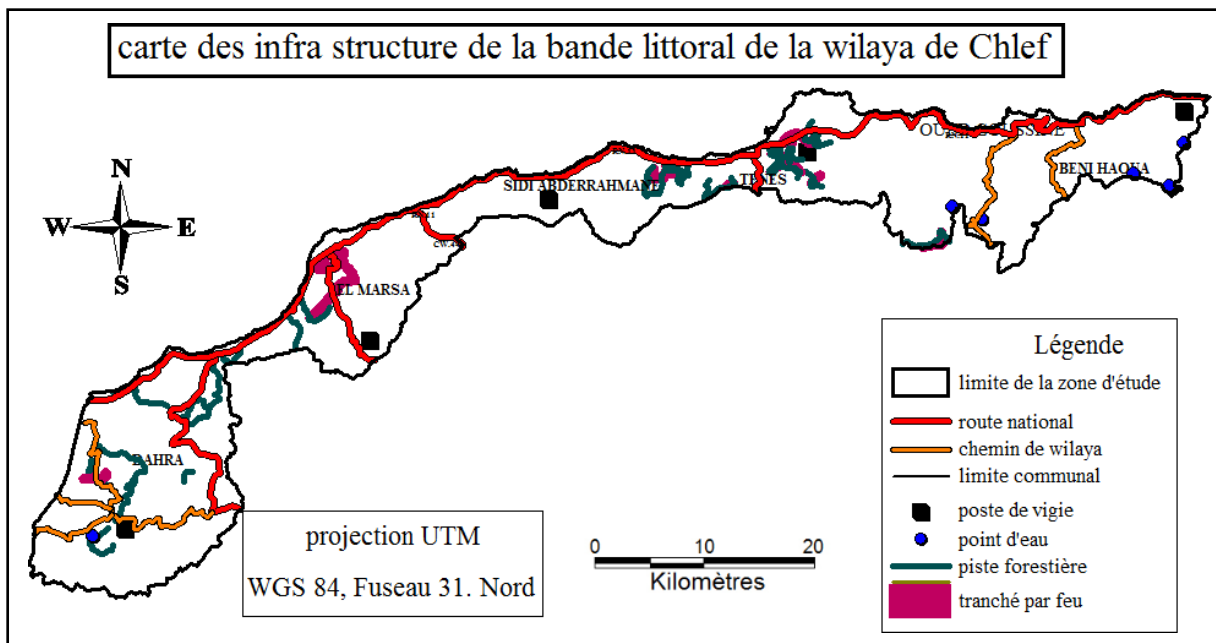 carte des infra structure de la bande littoral de la wilaya de Chlef
N
W E
S
SIDI ABDERRAHMANE
TENES
BENI HAOUA
EL MARSA
DAHRA
Légende
limite de la zone d'étude
route national
chemin de wilaya
limite communal
poste de vigie
point d'eau
piste forestière
tranché par feu
projection UTM
WGS 84, Fuseau 31. Nord
0 10 20
Kilomètres